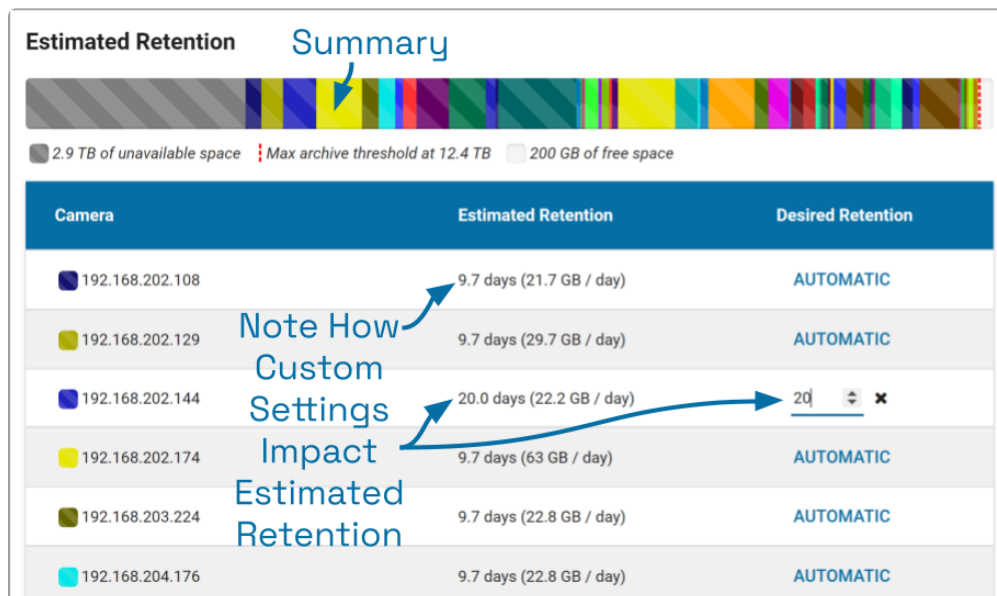 Estimated Retention
Summary
2.9 TB of unavailable space Max archive threshold at 12.4 TB 200 GB of free space
Camera Estimated Retention Desired Retention
192.168.202.108 9.7 days (21.7 GB / day) AUTOMATIC
192.168.202.129 9.7 days (29.7 GB / day) AUTOMATIC
192.168.202.144 20.0 days (22.2 GB / day) 20
192.168.202.174 9.7 days (63 GB / day) AUTOMATIC
192.168.203.224 9.7 days (22.8 GB / day) AUTOMATIC
192.168.204.176 9.7 days (22.8 GB / day) AUTOMATIC
Note How
Custom
Settings
Impact
Estimated
Retention